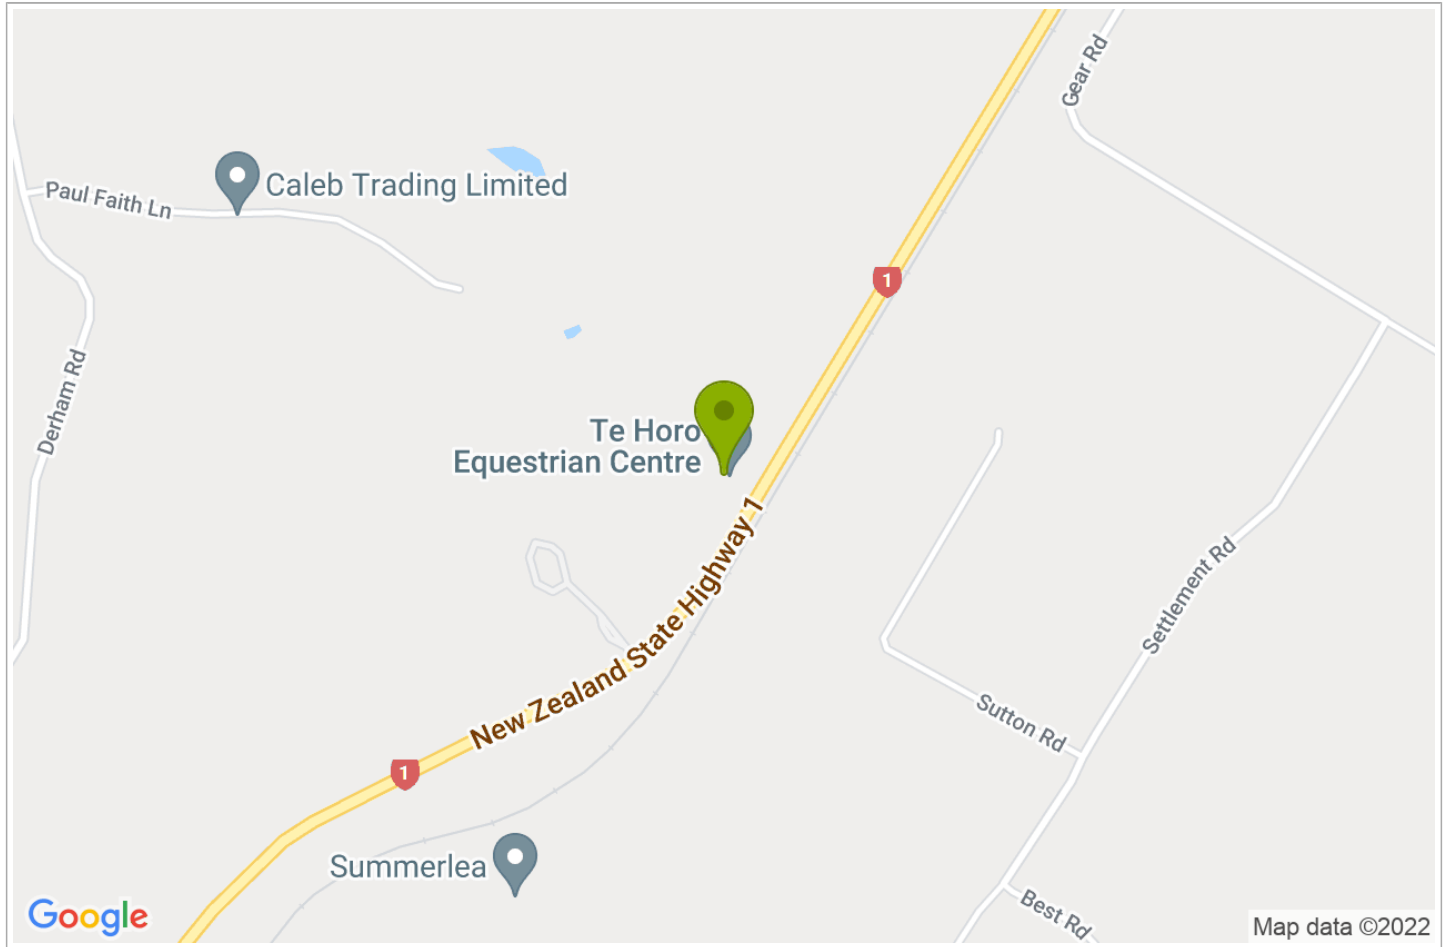 Gear Rd
Paul Faith Ln
Caleb Trading Limited
1
Derham Rd
Te Horo
Equestrian Centre
New Zealand State Highway 1
Settlement Rd
Sutton Rd
1
Summerlea
Best Rd
Google
Map data ©2022